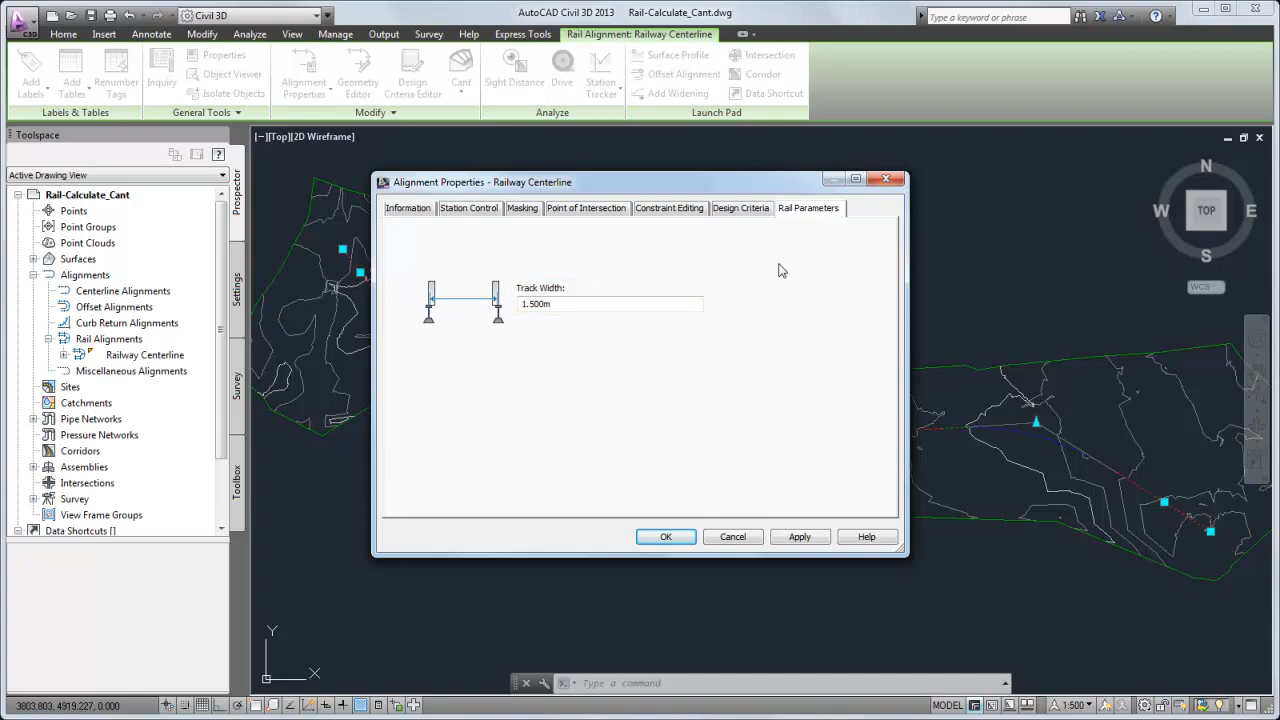 Civil 3D
AutoCAD Civil 3D 2013 Rail-Calculate_Cant.dwg
Type a keyword or phrase
C3D
Home Insert Annotate Modify Analyze View Manage Output Survey Help Express Tools Rail Alignment: Railway Centerline
Add Labels
Add Tables
Renumber Tags
Inquiry
Properties
Object Viewer
Isolate Objects
Alignment Properties
Geometry Editor
Design Criteria Editor
Cant
Sight Distance
Drive
Station Tracker
Surface Profile
Offset Alignment
Add Widening
Intersection
Corridor
Data Shortcut
Labels & Tables General Tools Modify Analyze Launch Pad
Toolspace
[−][Top][2D Wireframe]
Active Drawing View
Rail-Calculate_Cant
Points
Point Groups
Point Clouds
Surfaces
Alignments
Centerline Alignments
Offset Alignments
Curb Return Alignments
Rail Alignments
Railway Centerline
Miscellaneous Alignments
Sites
Catchments
Pipe Networks
Pressure Networks
Corridors
Assemblies
Intersections
Survey
View Frame Groups
Data Shortcuts []
Prospector
Settings
Survey
Toolbox
Alignment Properties - Railway Centerline
Information Station Control Masking Point of Intersection Constraint Editing Design Criteria Rail Parameters
Track Width:
1.500m
OK Cancel Apply Help
N
W TOP E
S
WCS
Y
X
Type a command
3803.803, 4919.227, 0.000
MODEL
1:500